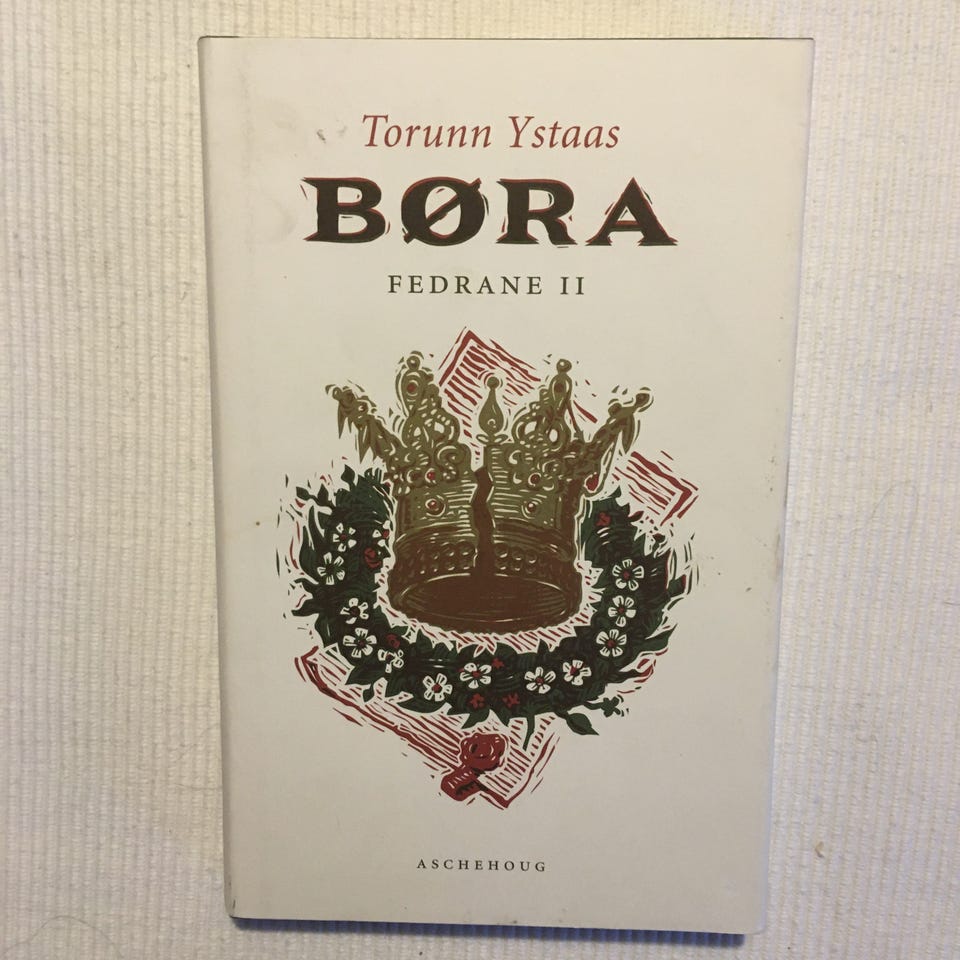 Torunn Ystaas
BØRA
FEDRANE II
ASCHEHOUG